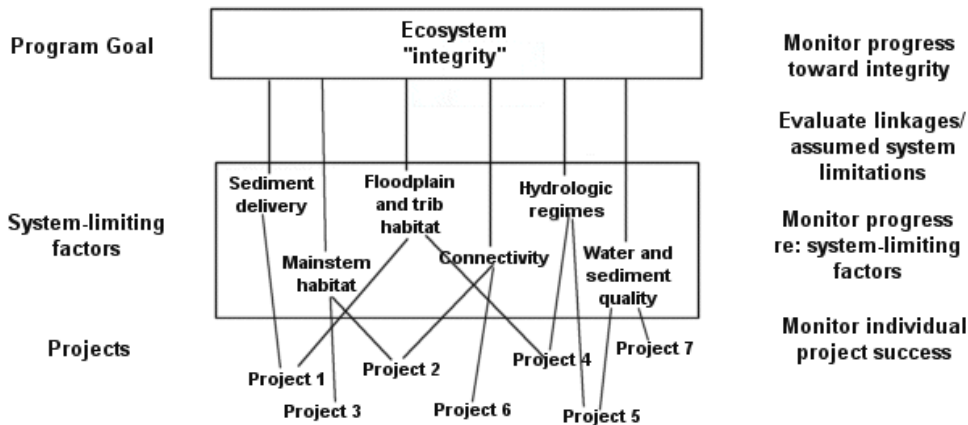 Program Goal
Ecosystem
"integrity"
Monitor progress
toward integrity
Evaluate linkages/
assumed system
limitations
System-limiting
factors
Sediment
delivery
Floodplain
and trib
habitat
Hydrologic
regimes
Mainstem
habitat
Connectivity
Water and
sediment
quality
Monitor progress
re: system-limiting
factors
Projects
Project 1
Project 2
Project 4
Project 7
Project 3
Project 6
Project 5
Monitor individual
project success